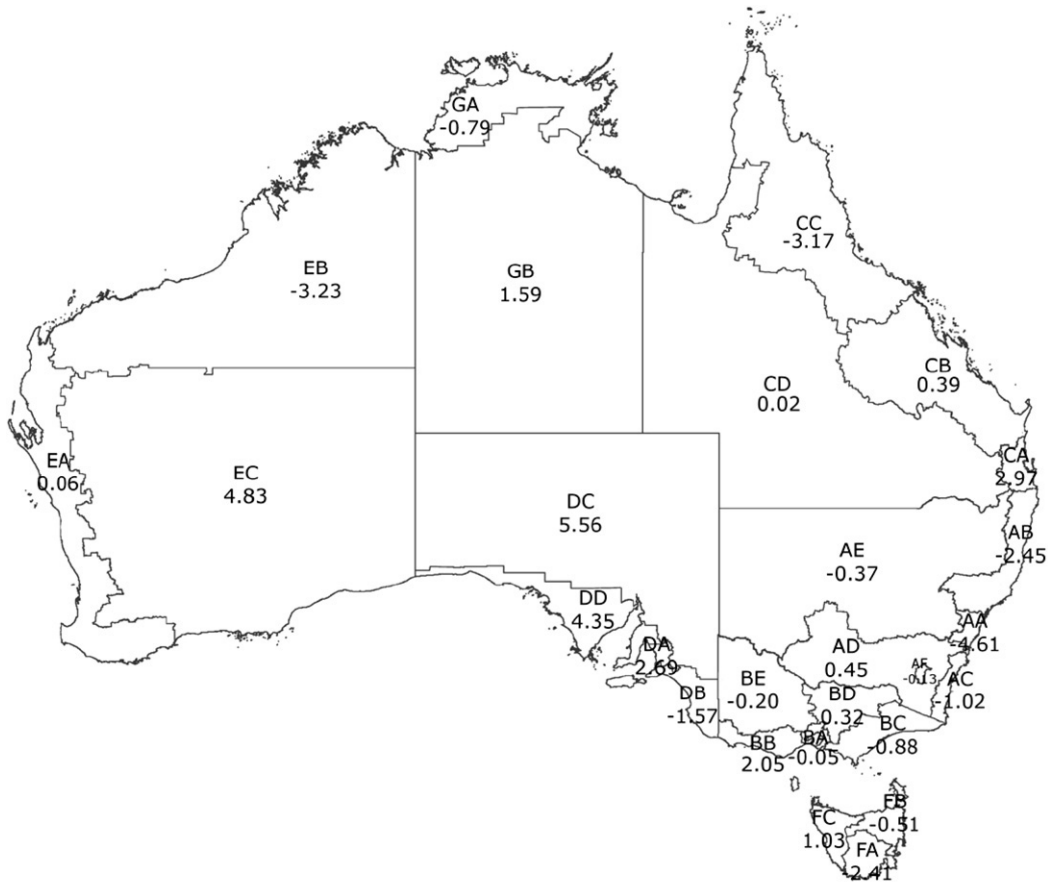 GA
-0.79
CC
-3.17
EB
-3.23
GB
1.59
CB
0.39
CD
0.02
CA
2.97
EA
0.06
EC
4.83
DC
5.56
AB
-2.45
AE
-0.37
DD
4.35
AA
-4.61
DA
2.69
AD
0.45
AF
-0.13
AC
-1.02
DB
-1.57
BE
-0.20
BD
0.32
BC
-0.88
BB
2.05
BA
-0.05
FB
-0.51
FC
1.03
FA
-2.41